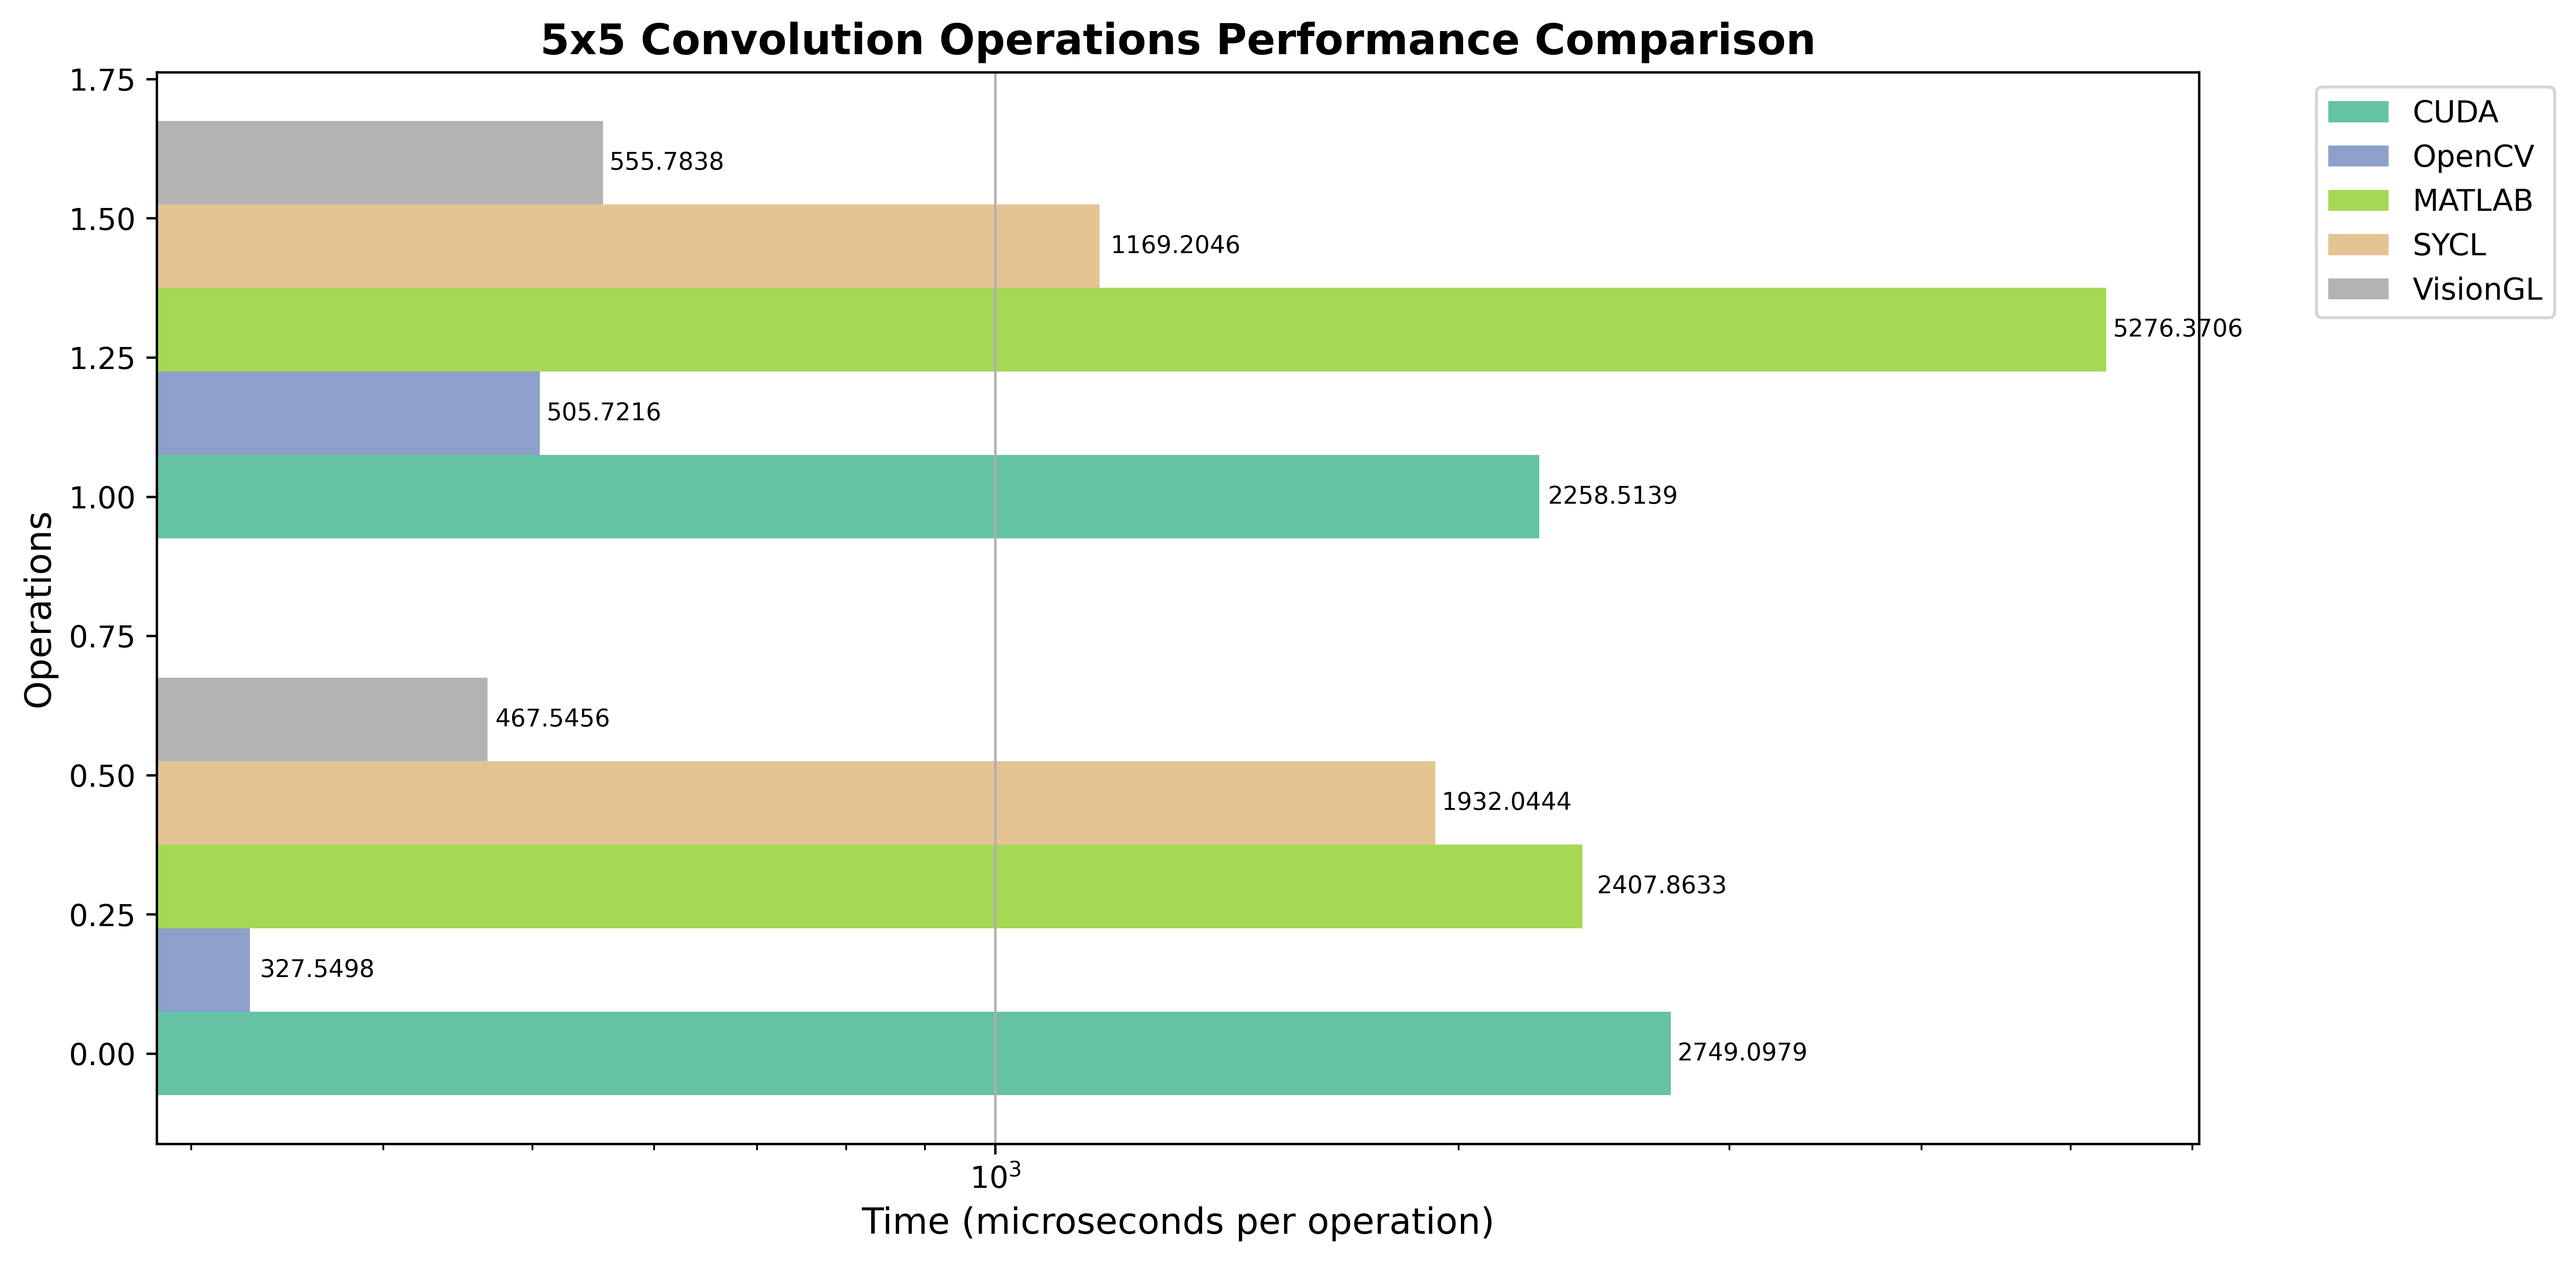 5x5 Convolution Operations Performance Comparison
1.75
1.50
1.25
1.00
0.75
0.50
0.25
0.00
Operations
555.7838
1169.2046
5276.3706
505.7216
2258.5139
467.5456
1932.0444
2407.8633
327.5498
2749.0979
10³
Time (microseconds per operation)
CUDA
OpenCV
MATLAB
SYCL
VisionGL